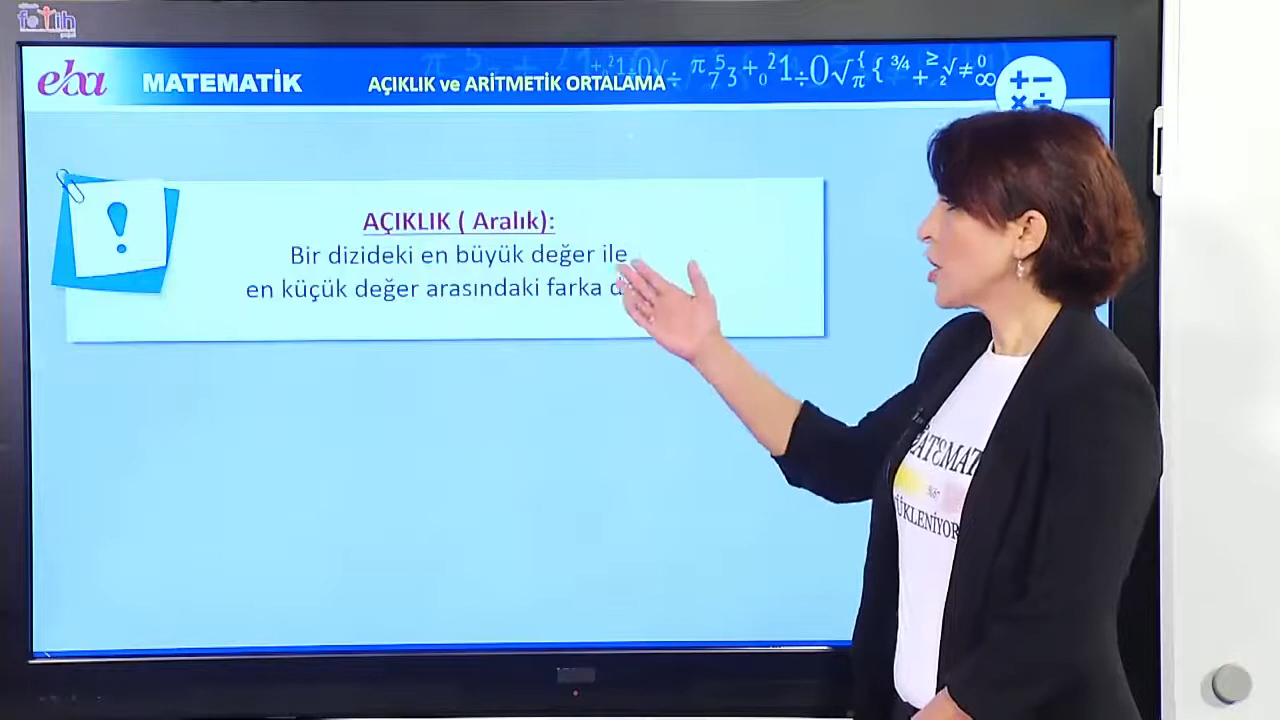 fatih
eba
MATEMATİK
AÇIKLIK ve ARİTMETİK ORTALAMA
AÇIKLIK ( Aralık):
Bir dizideki en büyük değer ile
en küçük değer arasındaki farka